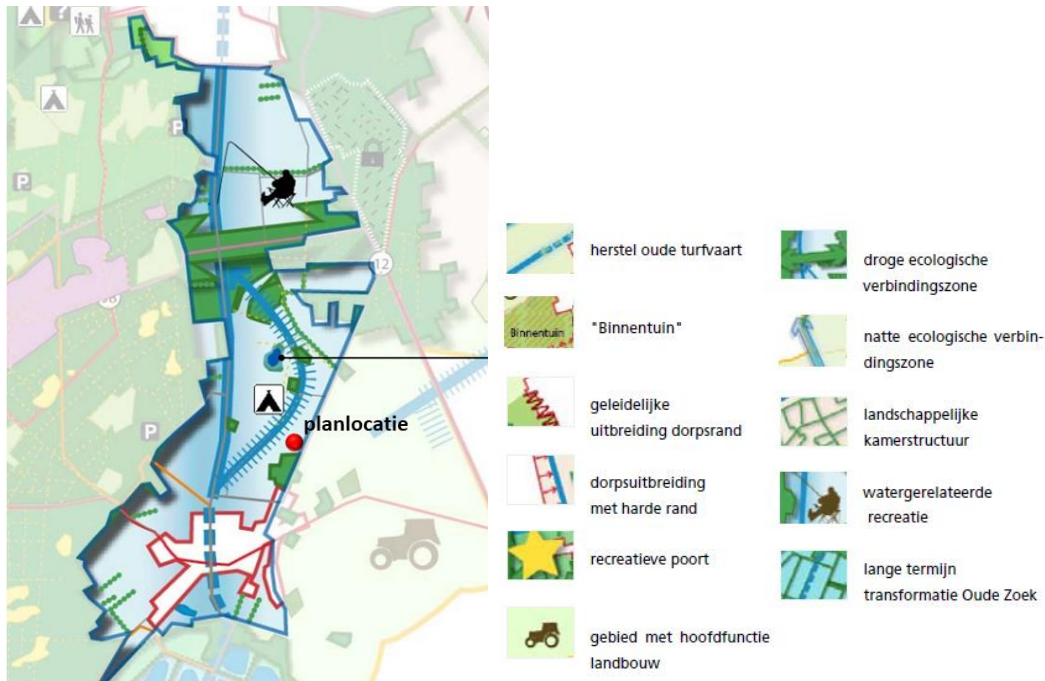 P
P
12
planlocatie
P
herstel oude turfvaart
Binnentuin
"Binnentuin"
geleidelijke
uitbreiding dorpsrand
dorpsuitbreiding
met harde rand
recreatieve poort
gebied met hoofdfunctie
landbouw
droge ecologische
verbindingszone
natte ecologische verbin-
dingszone
landschappelijke
kamerstructuur
watergerelateerde
recreatie
lange termijn
transformatie Oude Zoek